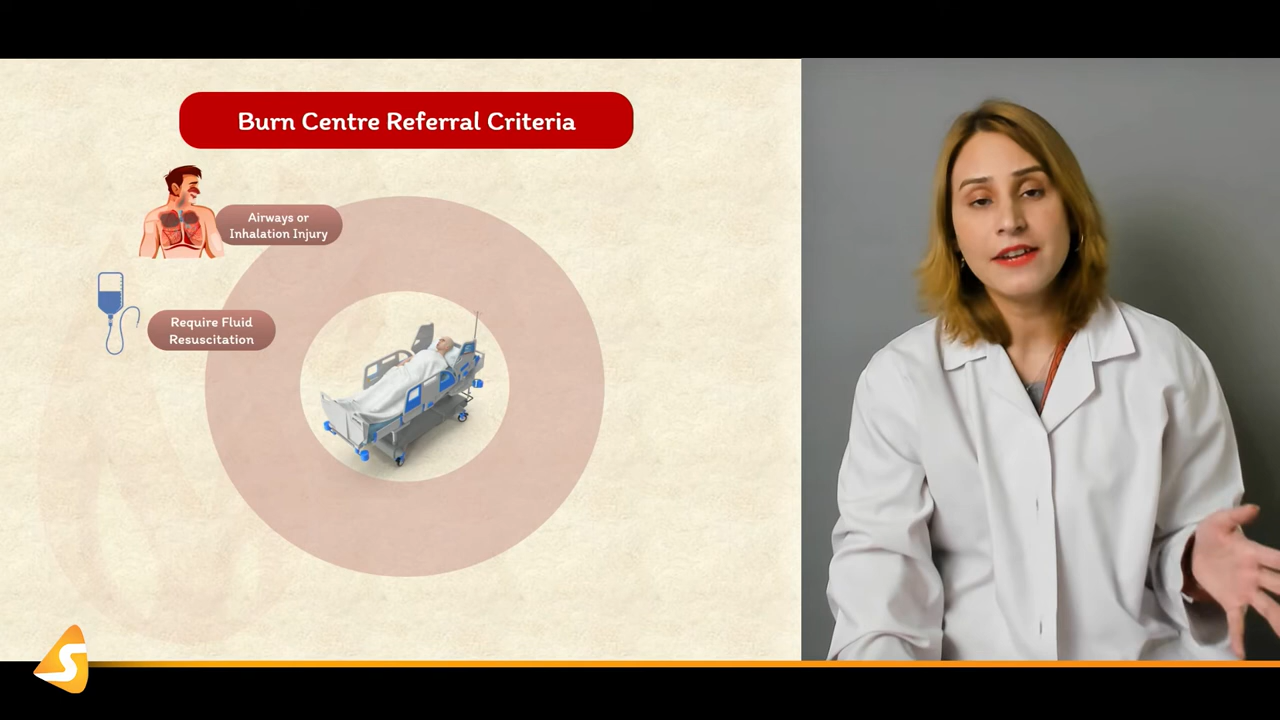 Burn Centre Referral Criteria
Airways or
Inhalation Injury
Require Fluid
Resuscitation